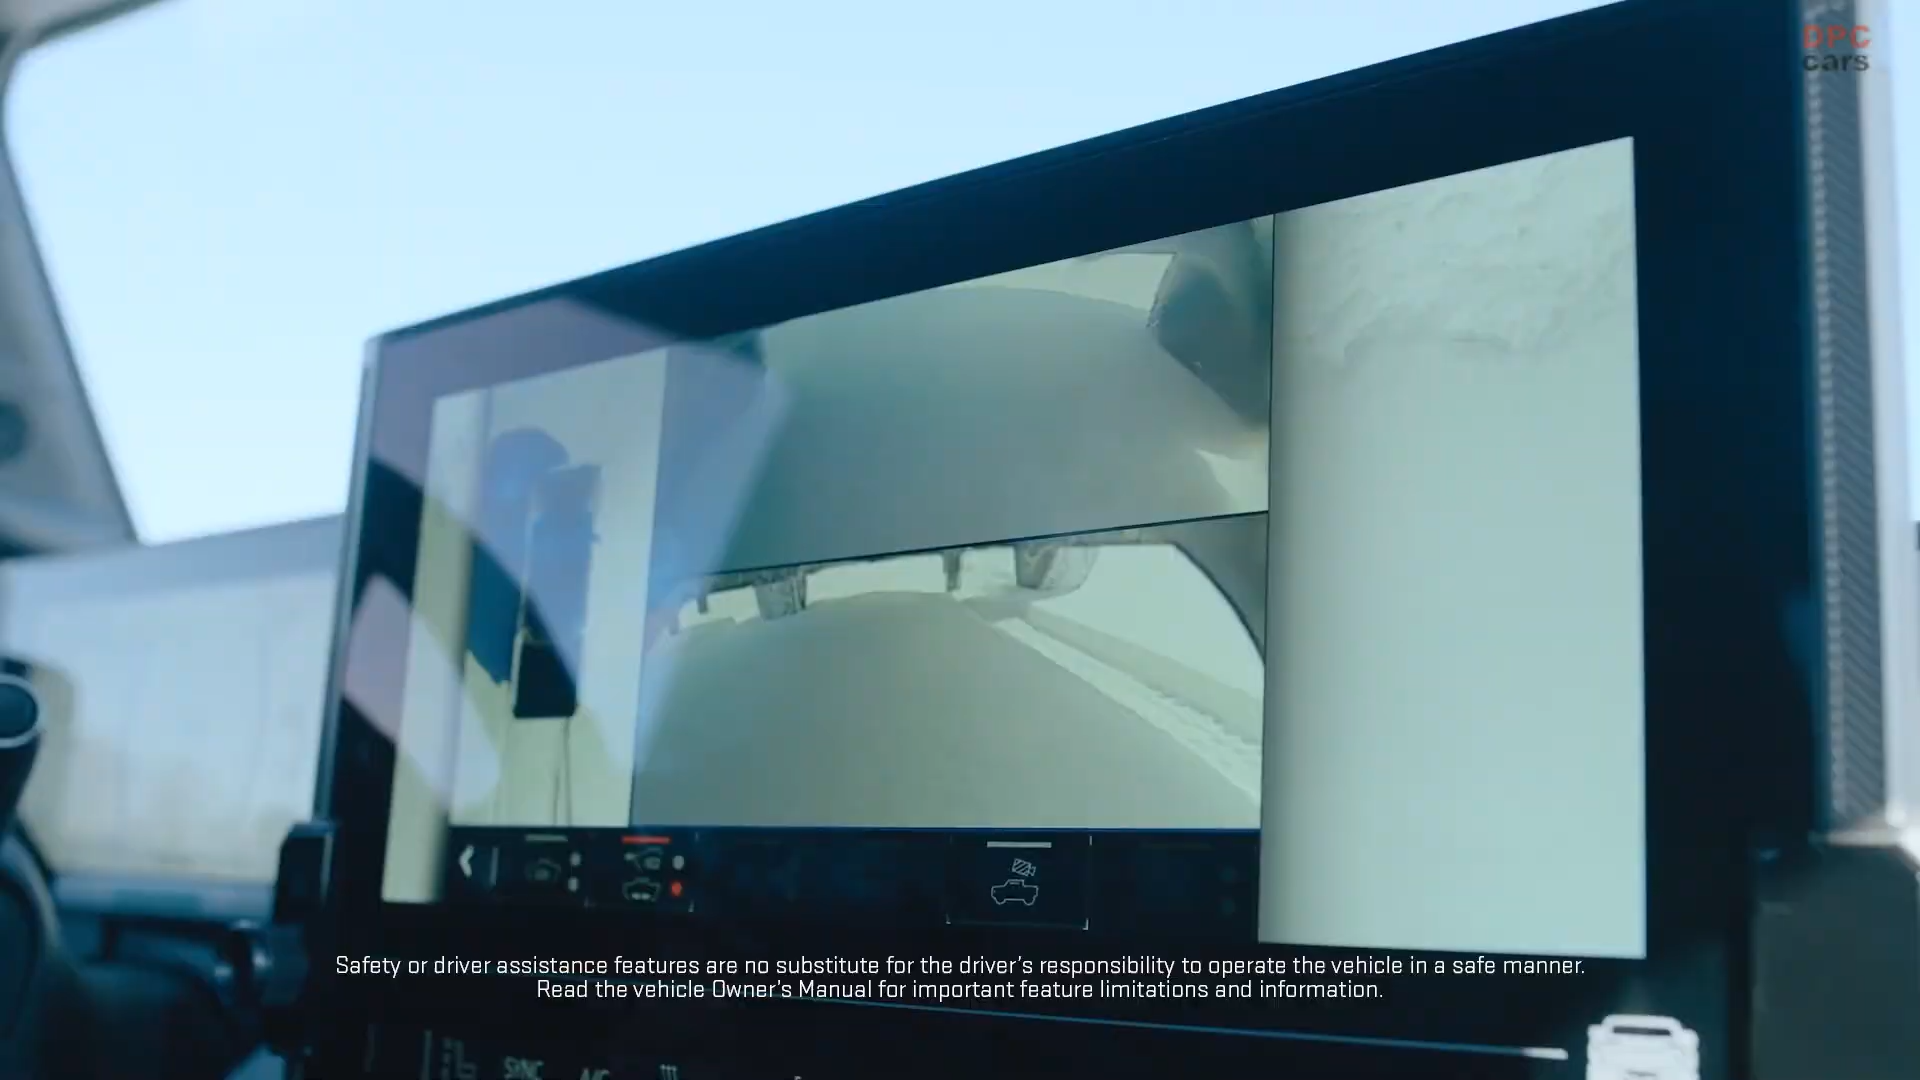 DPC
cars
Safety or driver assistance features are no substitute for the driver's responsibility to operate the vehicle in a safe manner.
Read the vehicle Owner's Manual for important feature limitations and information.
SYNC
A/C